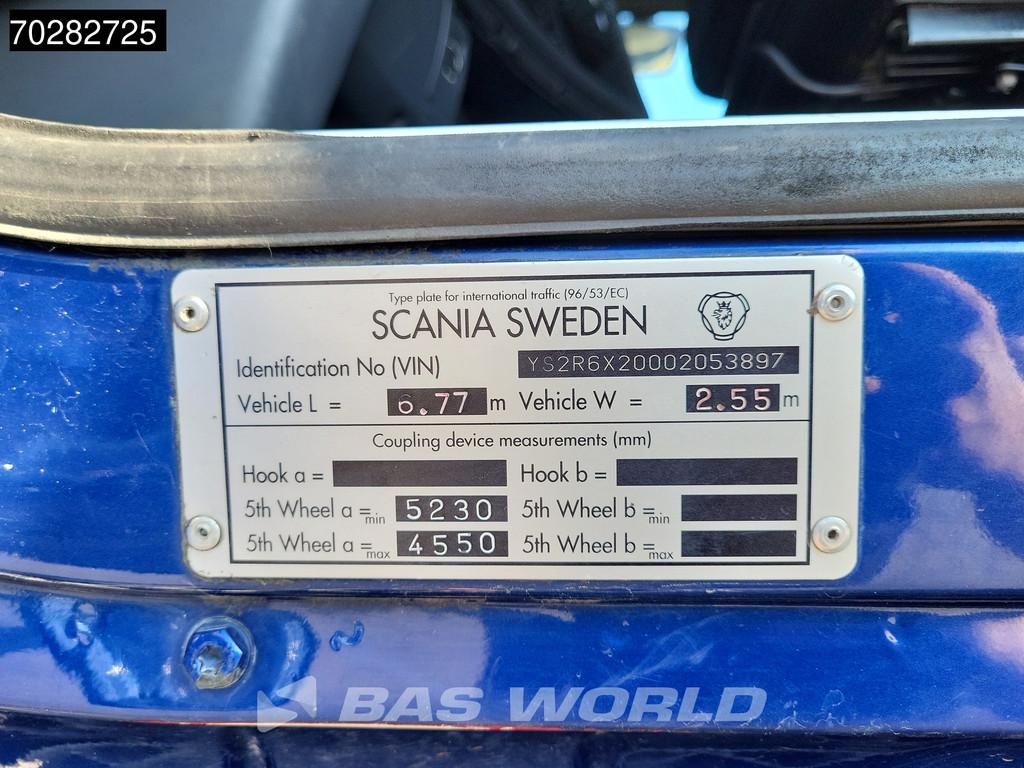 70282725
Type plate for international traffic (96/53/EC)
SCANIA SWEDEN
Identification No (VIN) YS2R6X20002053897
Vehicle L = 6.77 m Vehicle W = 2.55 m
Coupling device measurements (mm)
Hook a = Hook b =
5th Wheel a =min 5230 5th Wheel b =min
5th Wheel a =max 4550 5th Wheel b =max
BAS WORLD